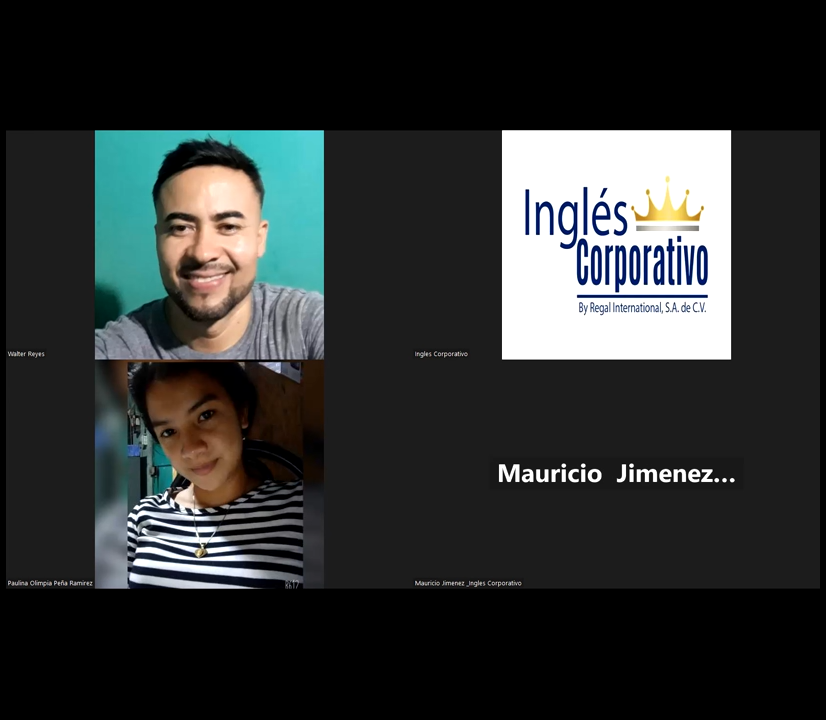 Inglés
Corporativo
By Regal International, S.A. de C.V.
Walter Reyes
Ingles Corporativo
Mauricio Jimenez...
Paulina Olimpia Peña Ramirez
Mauricio Jimenez _Ingles Corporativo